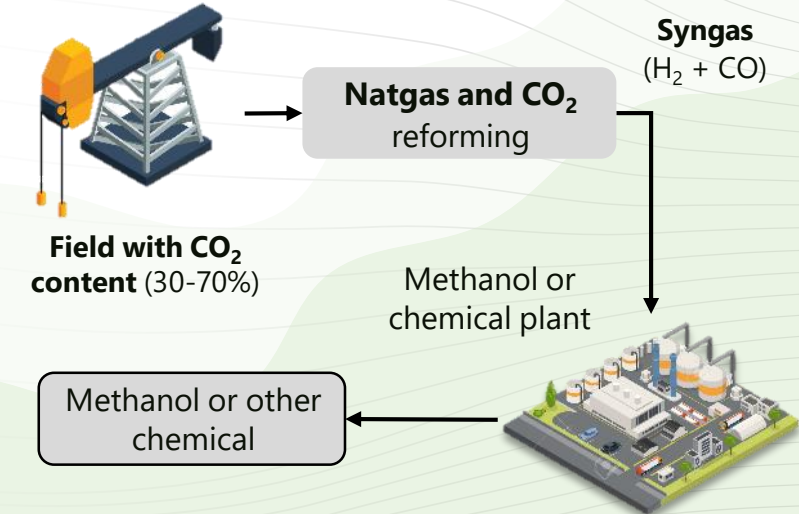 Field with CO₂
content (30-70%)
Natgas and CO₂
reforming
Syngas
(H₂ + CO)
Methanol or
chemical plant
Methanol or other
chemical